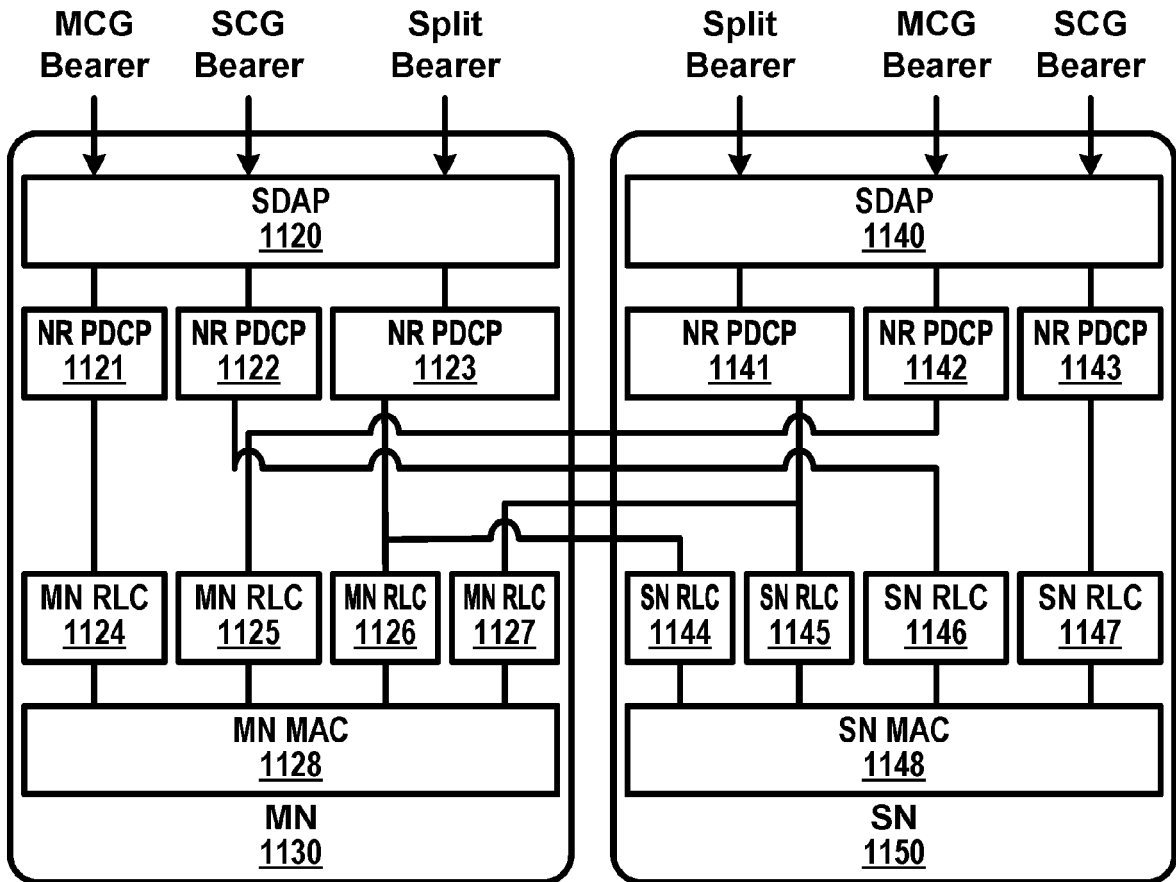 MCG SCG Split Split MCG SCG
Bearer Bearer Bearer Bearer Bearer Bearer
SDAP SDAP
1120 1140
NR PDCP NR PDCP NR PDCP NR PDCP NR PDCP NR PDCP
1121 1122 1123 1141 1142 1143
MN RLC MN RLC MN RLC MN RLC SN RLC SN RLC SN RLC SN RLC
1124 1125 1126 1127 1144 1145 1146 1147
MN MAC SN MAC
1128 1148
MN SN
1130 1150